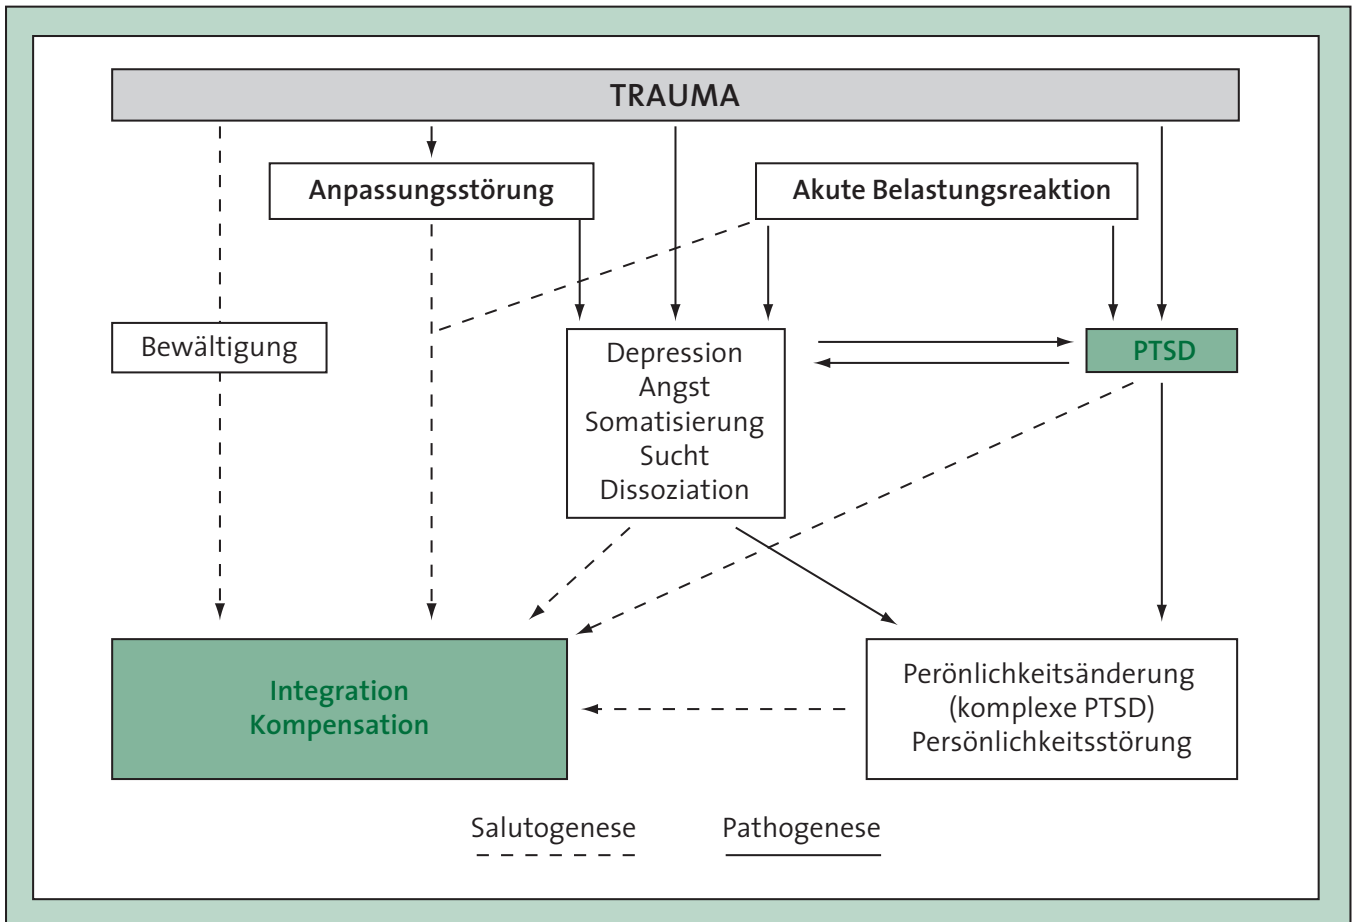 TRAUMA
Anpassungsstörung
Akute Belastungsreaktion
Bewältigung
Depression
Angst
Somatisierung
Sucht
Dissoziation
PTSD
Integration
Kompensation
Perönlichkeitsänderung
(komplexe PTSD)
Persönlichkeitsstörung
Salutogenese
Pathogenese